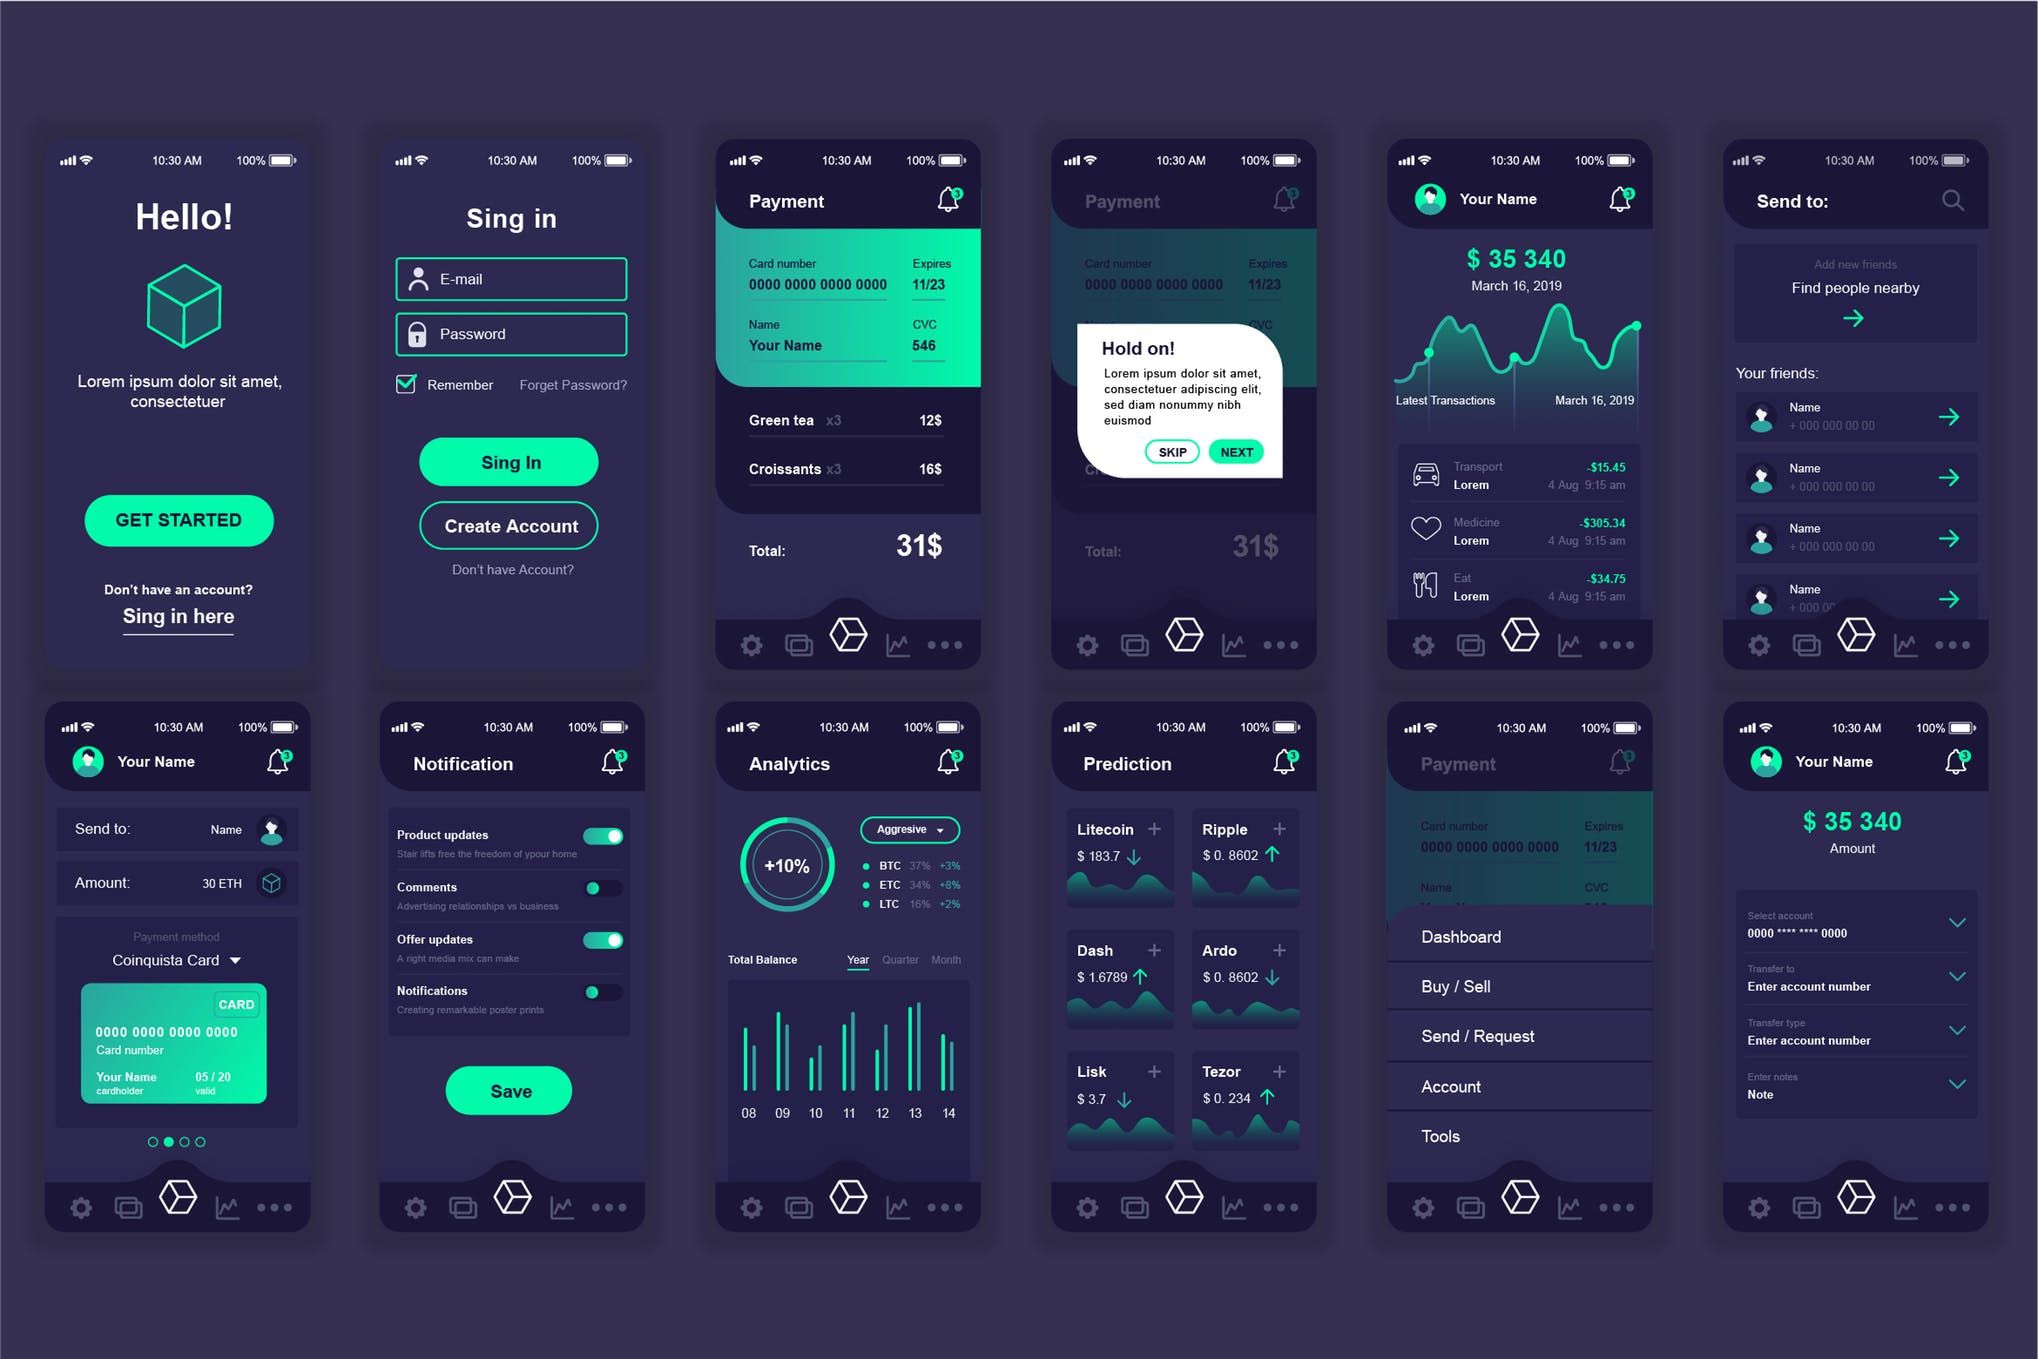 10:30 AM 100%
Hello!
Lorem ipsum dolor sit amet,
consectetuer
GET STARTED
Don't have an account?
Sing in here
10:30 AM 100%
Sing in
E-mail
Password
Remember Forget Password?
Sing In
Create Account
Don't have Account?
10:30 AM 100%
Payment 3
Card number Expires
0000 0000 0000 0000 11/23
Name CVC
Your Name 546
Green tea x3 12$
Croissants x3 16$
Total: 31$
10:30 AM 100%
Payment 3
Card number Expires
0000 0000 0000 0000 11/23
CVC
Hold on!
Lorem ipsum dolor sit amet,
consectetuer adipiscing elit,
sed diam nonummy nibh
euismod
SKIP NEXT
Total: 31$
10:30 AM 100%
Your Name 3
$ 35 340
March 16, 2019
Latest Transactions March 16, 2019
Transport -$15.45
Lorem 4 Aug 9:15 am
Medicine -$305.34
Lorem 4 Aug 9:15 am
Eat -$34.75
Lorem 4 Aug 9:15 am
10:30 AM 100%
Send to:
Add new friends
Find people nearby
Your friends:
Name
+ 000 000 00 00
Name
+ 000 000 00 00
Name
+ 000 000 00 00
Name
+ 000 00
10:30 AM 100%
Your Name 3
Send to: Name
Amount: 30 ETH
Payment method
Coinquista Card
CARD
0000 0000 0000 0000
Card number
Your Name 05 / 20
cardholder valid
10:30 AM 100%
Notification 3
Product updates
Stair lifts free the freedom of ypour home
Comments
Advertising relationships vs business
Offer updates
A right media mix can make
Notifications
Creating remarkable poster prints
Save
10:30 AM 100%
Analytics 3
+10%
Aggresive
BTC 37% +3%
ETC 34% +8%
LTC 16% +2%
Total Balance Year Quarter Month
08 09 10 11 12 13 14
10:30 AM 100%
Prediction 3
Litecoin + Ripple +
$ 183.7 $ 0. 8602
Dash + Ardo +
$ 1.6789 $ 0. 8602
Lisk + Tezor +
$ 3.7 $ 0. 234
10:30 AM 100%
Payment 3
Card number Expires
0000 0000 0000 0000 11/23
Name CVC
Dashboard
Buy / Sell
Send / Request
Account
Tools
10:30 AM 100%
Your Name 3
$ 35 340
Amount
Select account
0000 **** **** 0000
Transfer to
Enter account number
Transfer type
Enter account number
Enter notes
Note